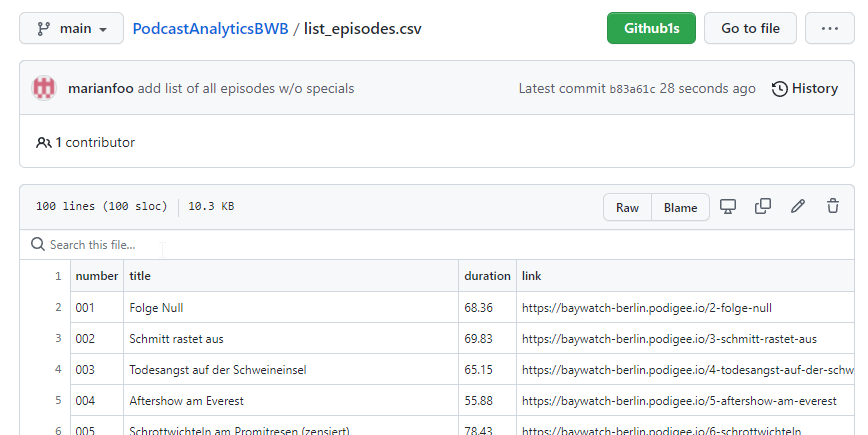 main PodcastAnalyticsBWB / list_episodes.csv Github1s Go to file ...
marianfoo add list of all episodes w/o specials Latest commit b83a61c 28 seconds ago History
1 contributor
100 lines (100 sloc) 10.3 KB Raw Blame
Search this file...
1 number title duration link
2 001 Folge Null 68.36 https://baywatch-berlin.podigee.io/2-folge-null
3 002 Schmitt rastet aus 69.83 https://baywatch-berlin.podigee.io/3-schmitt-rastet-aus
4 003 Todesangst auf der Schweineinsel 65.15 https://baywatch-berlin.podigee.io/4-todesangst-auf-der-schw
5 004 Aftershow am Everest 55.88 https://baywatch-berlin.podigee.io/5-aftershow-am-everest
6 005 Schrottwichteln am Promitresen (zensiert) 78.43 https://baywatch-berlin.podigee.io/6-schrottwichteln